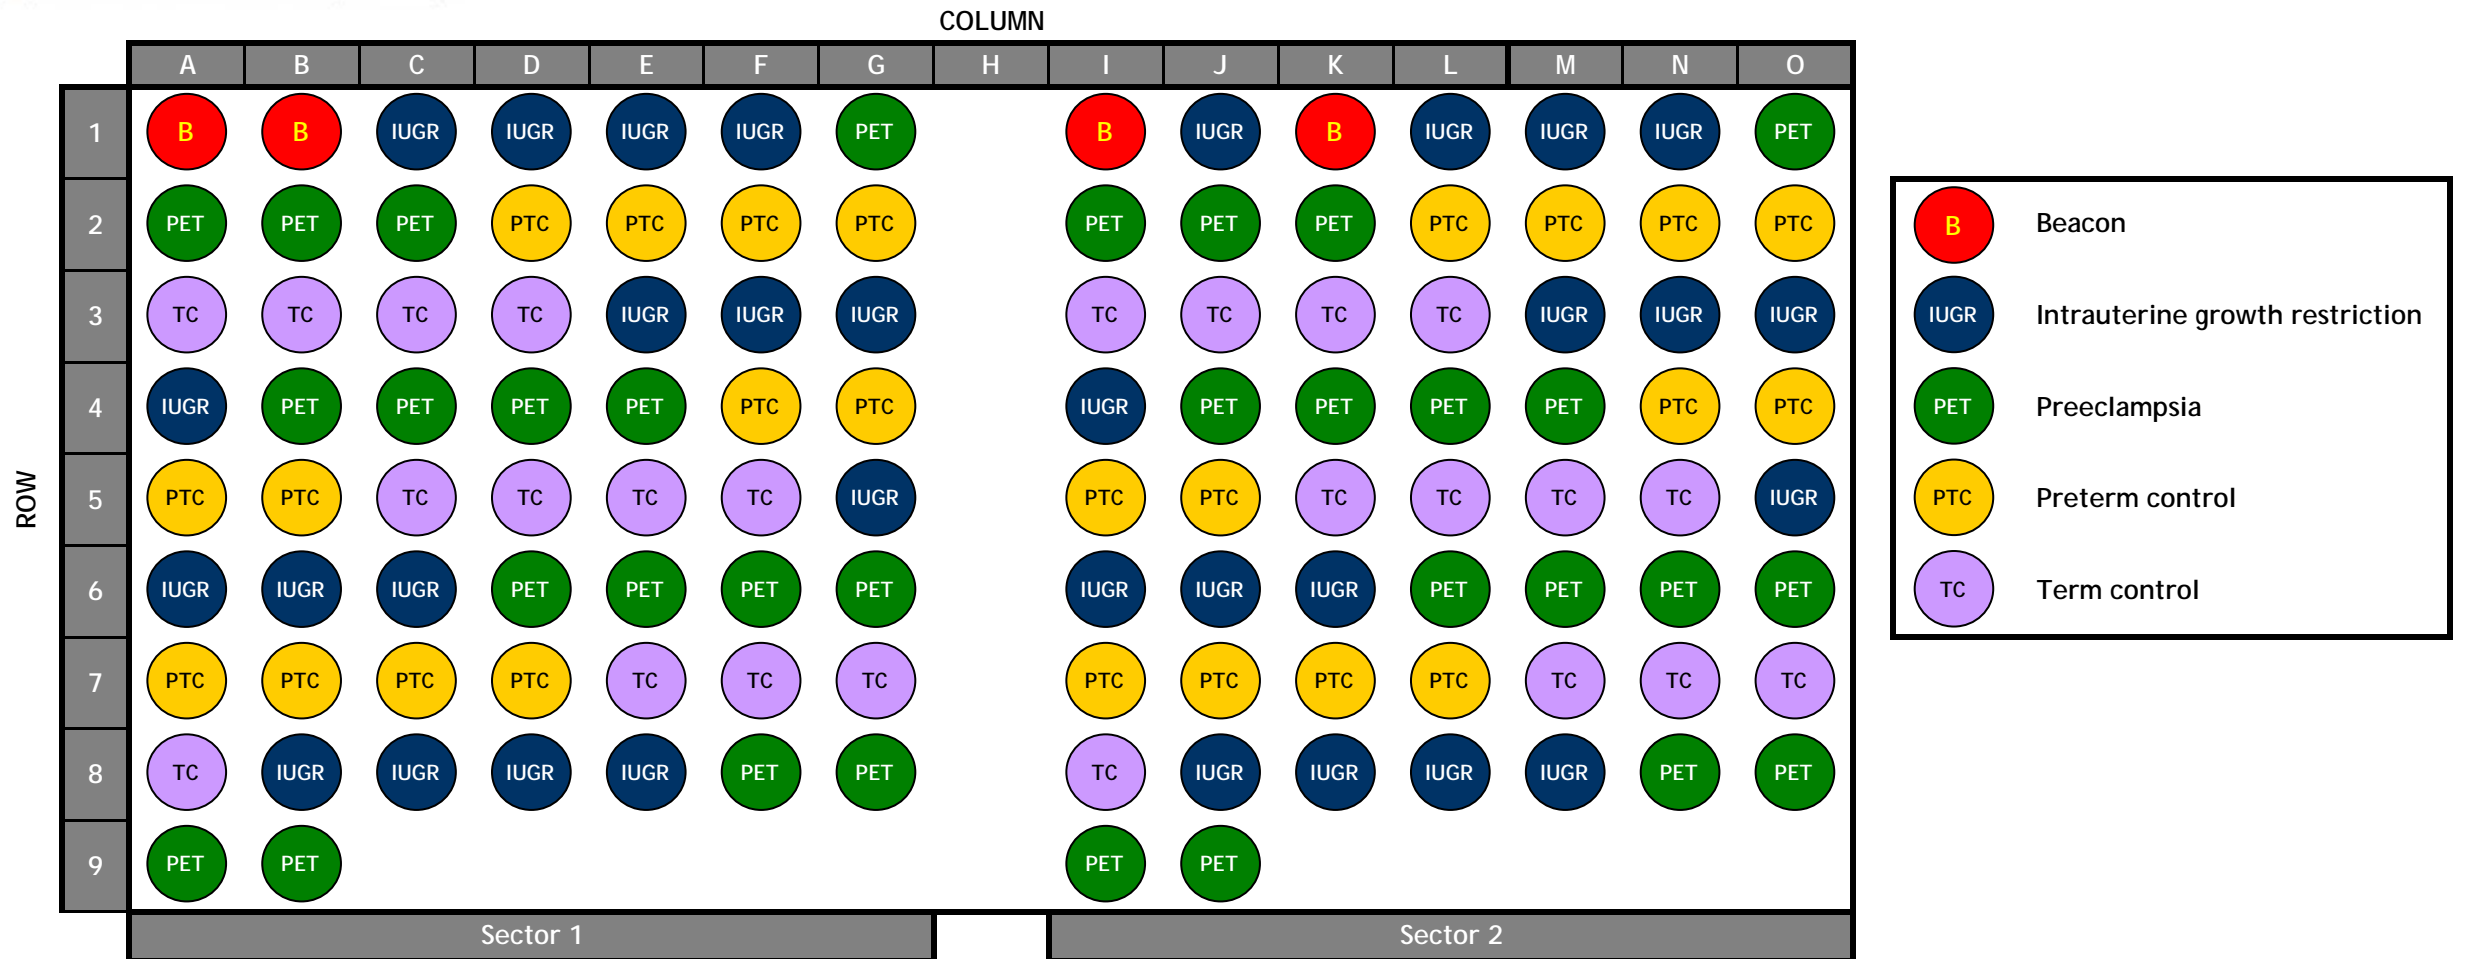 COLUMN
A B C D E F G H I J K L M N O
1 B B IUGR IUGR IUGR IUGR PET B IUGR B IUGR IUGR IUGR PET
2 PET PET PET PTC PTC PTC PTC PET PET PET PTC PTC PTC PTC
3 TC TC TC TC IUGR IUGR IUGR TC TC TC TC IUGR IUGR IUGR
4 IUGR PET PET PET PET PTC PTC IUGR PET PET PET PET PTC PTC
ROW
5 PTC PTC TC TC TC TC IUGR PTC PTC TC TC TC TC IUGR
6 IUGR IUGR IUGR PET PET PET PET IUGR IUGR IUGR PET PET PET PET
7 PTC PTC PTC PTC TC TC TC PTC PTC PTC PTC TC TC TC
8 TC IUGR IUGR IUGR IUGR PET PET TC IUGR IUGR IUGR IUGR PET PET
9 PET PET PET PET
Sector 1 Sector 2
B Beacon
IUGR Intrauterine growth restriction
PET Preeclampsia
PTC Preterm control
TC Term control